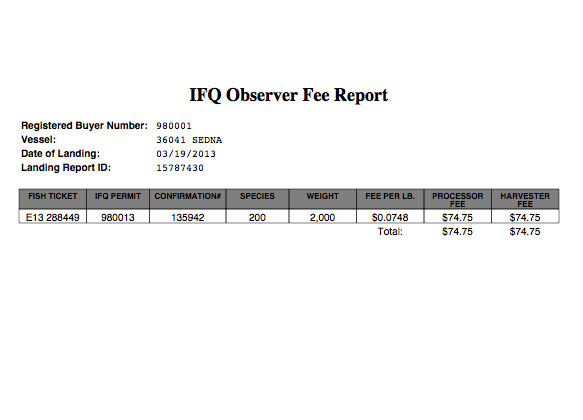 IFQ Observer Fee Report
Registered Buyer Number: 980001
Vessel: 36041 SEDNA
Date of Landing: 03/19/2013
Landing Report ID: 15787430
FISH TICKET IFQ PERMIT CONFIRMATION# SPECIES WEIGHT FEE PER LB. PROCESSOR FEE HARVESTER FEE
E13 288449 980013 135942 200 2,000 $0.0748 $74.75 $74.75
Total: $74.75 $74.75